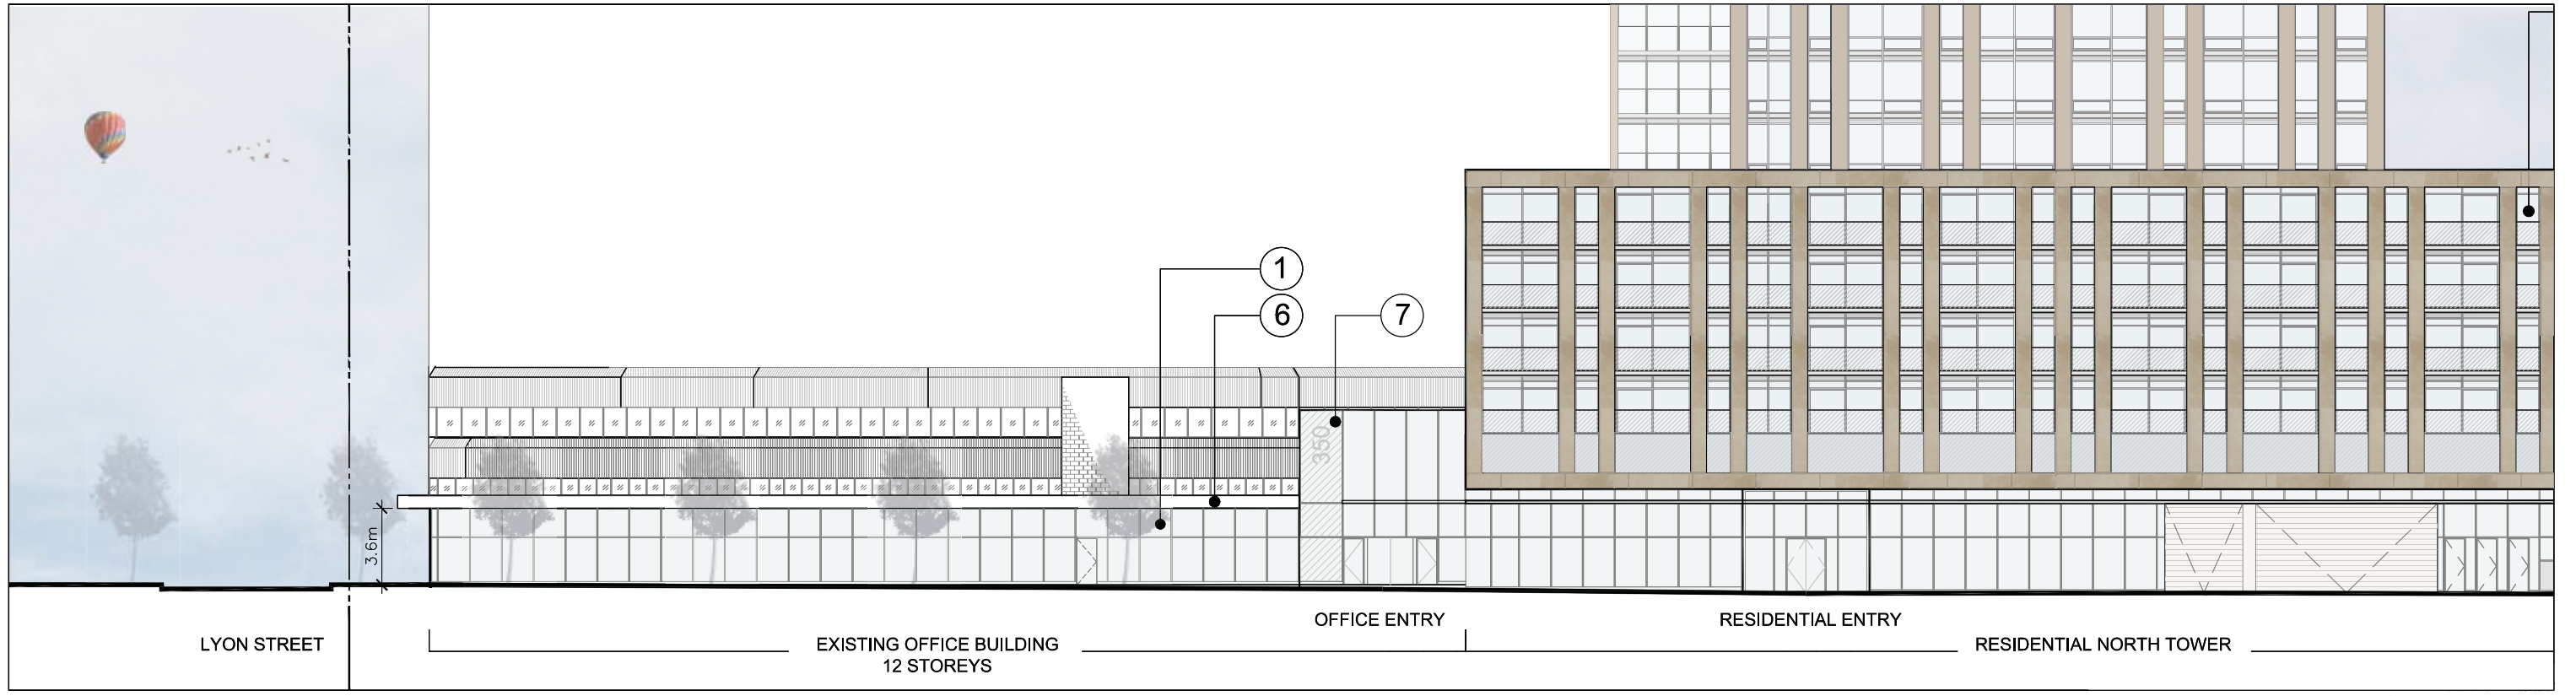 1
6
7
350
3.6m
OFFICE ENTRY
RESIDENTIAL ENTRY
LYON STREET
EXISTING OFFICE BUILDING
12 STOREYS
RESIDENTIAL NORTH TOWER